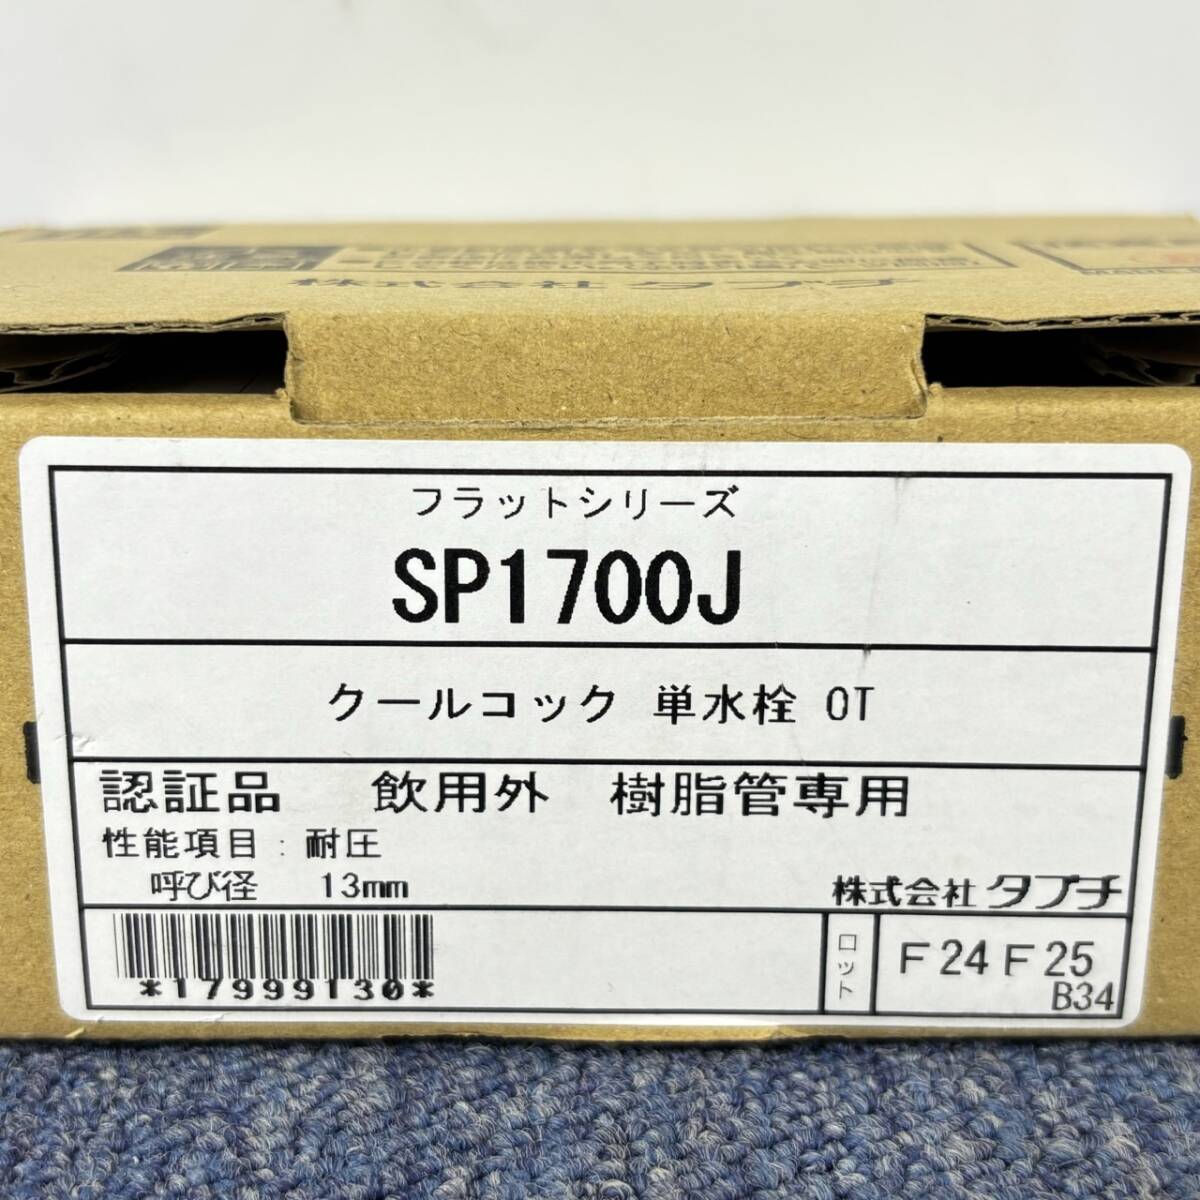 株式会社タブチ
フラットシリーズ
SP1700J
クールコック 単水栓 OT
認証品 飲用外 樹脂管専用
性能項目：耐圧
呼び径 13mm
株式会社 タブチ
*17999130*
ロット
F24 F25
B34